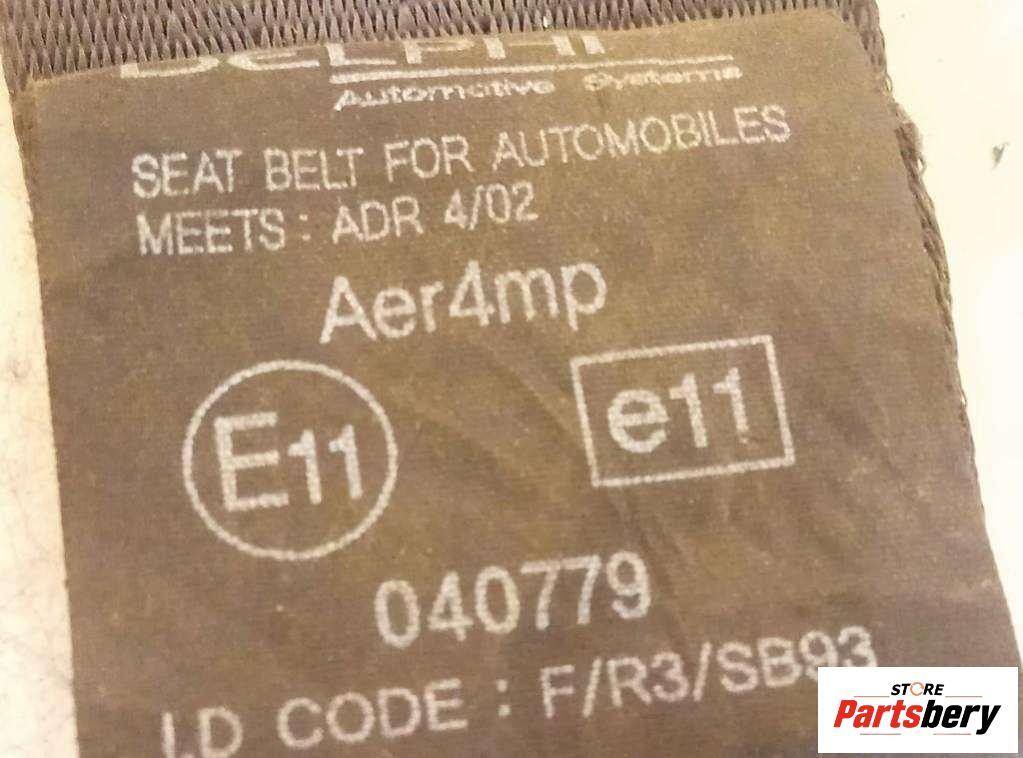 DELPHI
Automotive Systems
SEAT BELT FOR AUTOMOBILES
MEETS : ADR 4/02
Aer4mp
E11 e11
040779
I.D CODE : F/R3/SB93
STORE
Partsbery